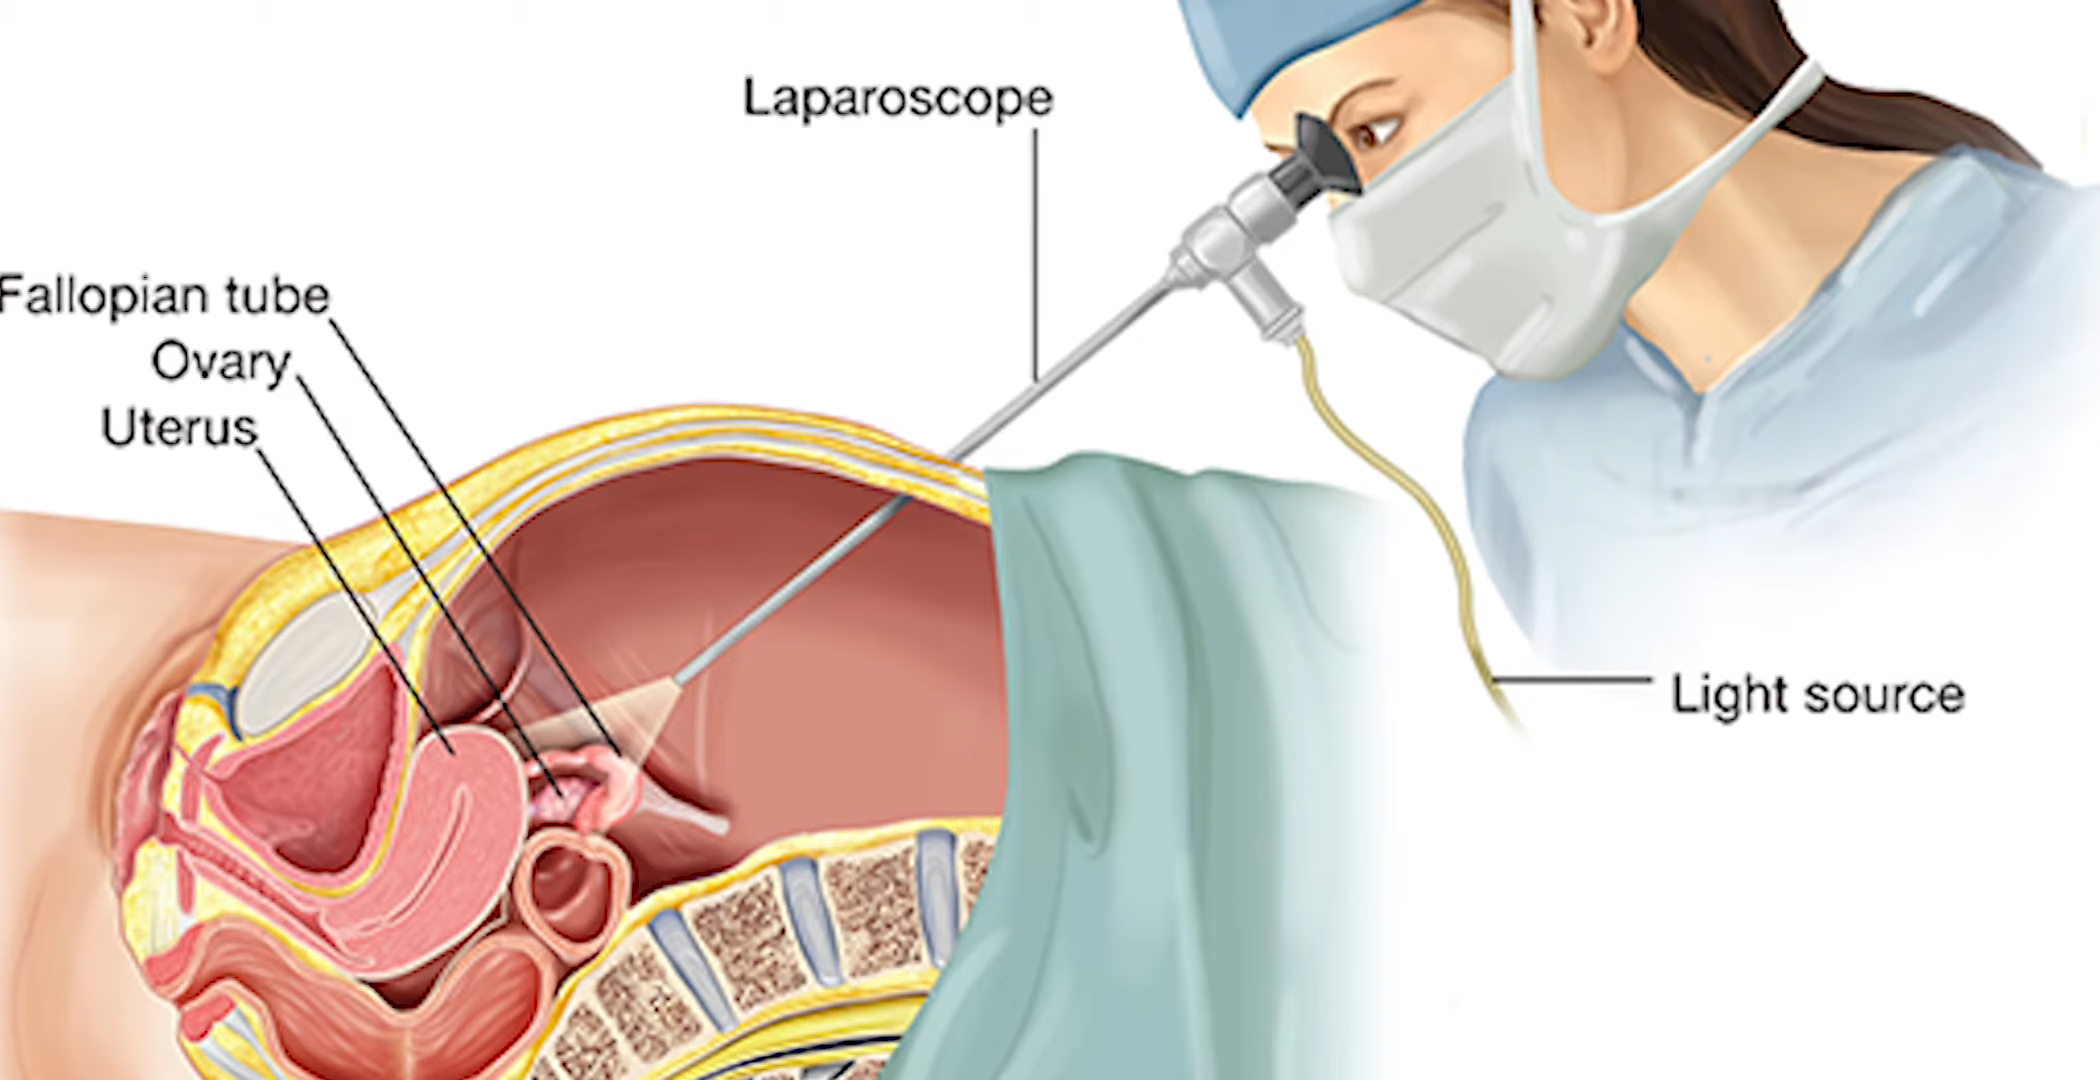 Laparoscope
Fallopian tube
Ovary
Uterus
Light source